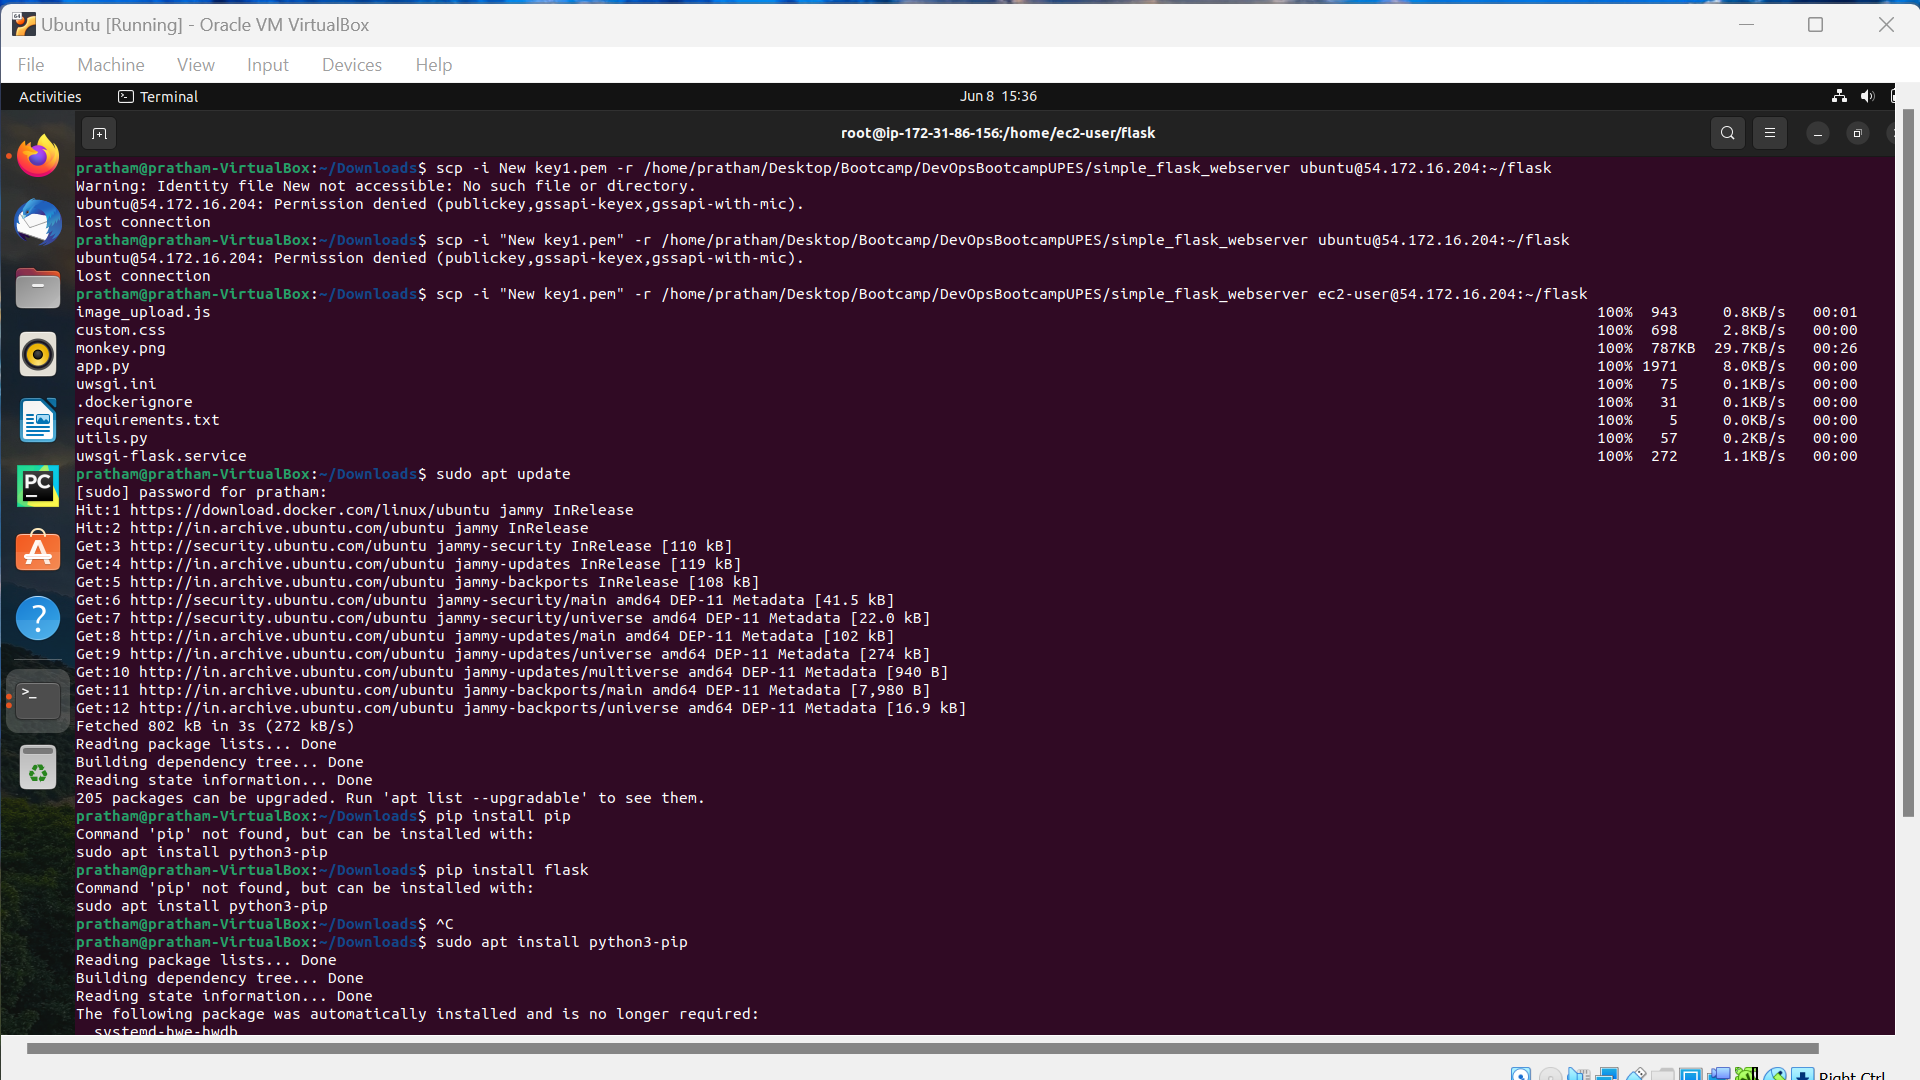 Ubuntu [Running] - Oracle VM VirtualBox
File Machine View Input Devices Help
Activities Terminal Jun 8 15:36
root@ip-172-31-86-156:/home/ec2-user/flask
pratham@pratham-VirtualBox:~/Downloads$ scp -i New key1.pem -r /home/pratham/Desktop/Bootcamp/DevOpsBootcampUPES/simple_flask_webserver ubuntu@54.172.16.204:~/flask
Warning: Identity file New not accessible: No such file or directory.
ubuntu@54.172.16.204: Permission denied (publickey,gssapi-keyex,gssapi-with-mic).
lost connection
pratham@pratham-VirtualBox:~/Downloads$ scp -i "New key1.pem" -r /home/pratham/Desktop/Bootcamp/DevOpsBootcampUPES/simple_flask_webserver ubuntu@54.172.16.204:~/flask
ubuntu@54.172.16.204: Permission denied (publickey,gssapi-keyex,gssapi-with-mic).
lost connection
pratham@pratham-VirtualBox:~/Downloads$ scp -i "New key1.pem" -r /home/pratham/Desktop/Bootcamp/DevOpsBootcampUPES/simple_flask_webserver ec2-user@54.172.16.204:~/flask
image_upload.js 100% 943 0.8KB/s 00:01
custom.css 100% 698 2.8KB/s 00:00
monkey.png 100% 787KB 29.7KB/s 00:26
app.py 100% 1971 8.0KB/s 00:00
uwsgi.ini 100% 75 0.1KB/s 00:00
.dockerignore 100% 31 0.1KB/s 00:00
requirements.txt 100% 5 0.0KB/s 00:00
utils.py 100% 57 0.2KB/s 00:00
uwsgi-flask.service 100% 272 1.1KB/s 00:00
pratham@pratham-VirtualBox:~/Downloads$ sudo apt update
[sudo] password for pratham:
Hit:1 https://download.docker.com/linux/ubuntu jammy InRelease
Hit:2 http://in.archive.ubuntu.com/ubuntu jammy InRelease
Get:3 http://security.ubuntu.com/ubuntu jammy-security InRelease [110 kB]
Get:4 http://in.archive.ubuntu.com/ubuntu jammy-updates InRelease [119 kB]
Get:5 http://in.archive.ubuntu.com/ubuntu jammy-backports InRelease [108 kB]
Get:6 http://security.ubuntu.com/ubuntu jammy-security/main amd64 DEP-11 Metadata [41.5 kB]
Get:7 http://security.ubuntu.com/ubuntu jammy-security/universe amd64 DEP-11 Metadata [22.0 kB]
Get:8 http://in.archive.ubuntu.com/ubuntu jammy-updates/main amd64 DEP-11 Metadata [102 kB]
Get:9 http://in.archive.ubuntu.com/ubuntu jammy-updates/universe amd64 DEP-11 Metadata [274 kB]
Get:10 http://in.archive.ubuntu.com/ubuntu jammy-updates/multiverse amd64 DEP-11 Metadata [940 B]
Get:11 http://in.archive.ubuntu.com/ubuntu jammy-backports/main amd64 DEP-11 Metadata [7,980 B]
Get:12 http://in.archive.ubuntu.com/ubuntu jammy-backports/universe amd64 DEP-11 Metadata [16.9 kB]
Fetched 802 kB in 3s (272 kB/s)
Reading package lists... Done
Building dependency tree... Done
Reading state information... Done
205 packages can be upgraded. Run 'apt list --upgradable' to see them.
pratham@pratham-VirtualBox:~/Downloads$ pip install pip
Command 'pip' not found, but can be installed with:
sudo apt install python3-pip
pratham@pratham-VirtualBox:~/Downloads$ pip install flask
Command 'pip' not found, but can be installed with:
sudo apt install python3-pip
pratham@pratham-VirtualBox:~/Downloads$ ^C
pratham@pratham-VirtualBox:~/Downloads$ sudo apt install python3-pip
Reading package lists... Done
Building dependency tree... Done
Reading state information... Done
The following package was automatically installed and is no longer required:
systemd-hwe-hwdb
Right Ctrl